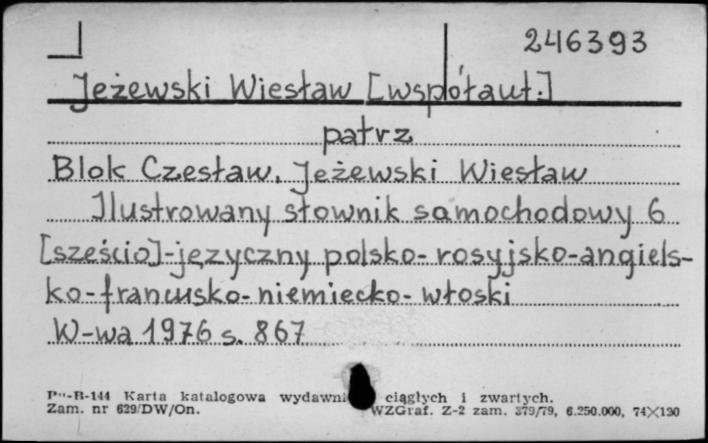 246393
Jeżewski Wiesław [współaut.]
patrz
Blok Czesław, Jeżewski Wiesław
Ilustrowany słownik samochodowy 6
[sześcio]-języczny polsko-rosyjsko-angiels-
ko-francusko-niemiecko-włoski
W-wa 1976 s. 867
-B-144 Karta katalogowa ciągłych i zwartych.
Zam. nr 629/DW/On. WZGraf. Z-2 zam. 379/79, 6.250.000, 74×120